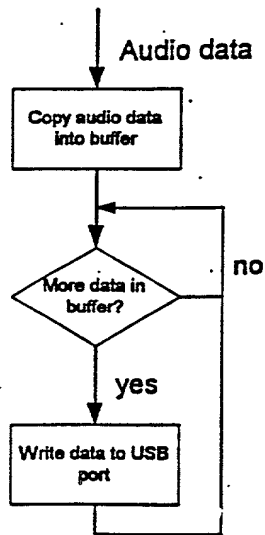 Audio data
Copy audio data
into buffer
no
More data in
buffer?
yes
Write data to USB
port